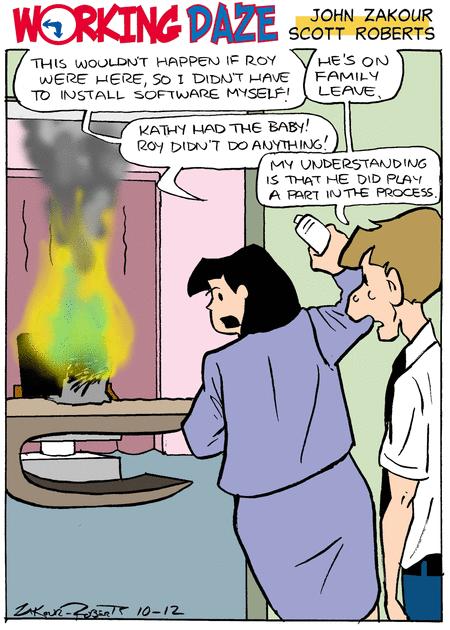 WORKING DAZE
JOHN ZAKOUR
SCOTT ROBERTS
THIS WOULDN'T HAPPEN IF ROY
WERE HERE, SO I DIDN'T HAVE
TO INSTALL SOFTWARE MYSELF!
HE'S ON
FAMILY
LEAVE.
KATHY HAD THE BABY!
ROY DIDN'T DO ANYTHING!
MY UNDERSTANDING
IS THAT HE DID PLAY
A PART IN THE PROCESS.
ZAKOUR-ROBERTS 10-12